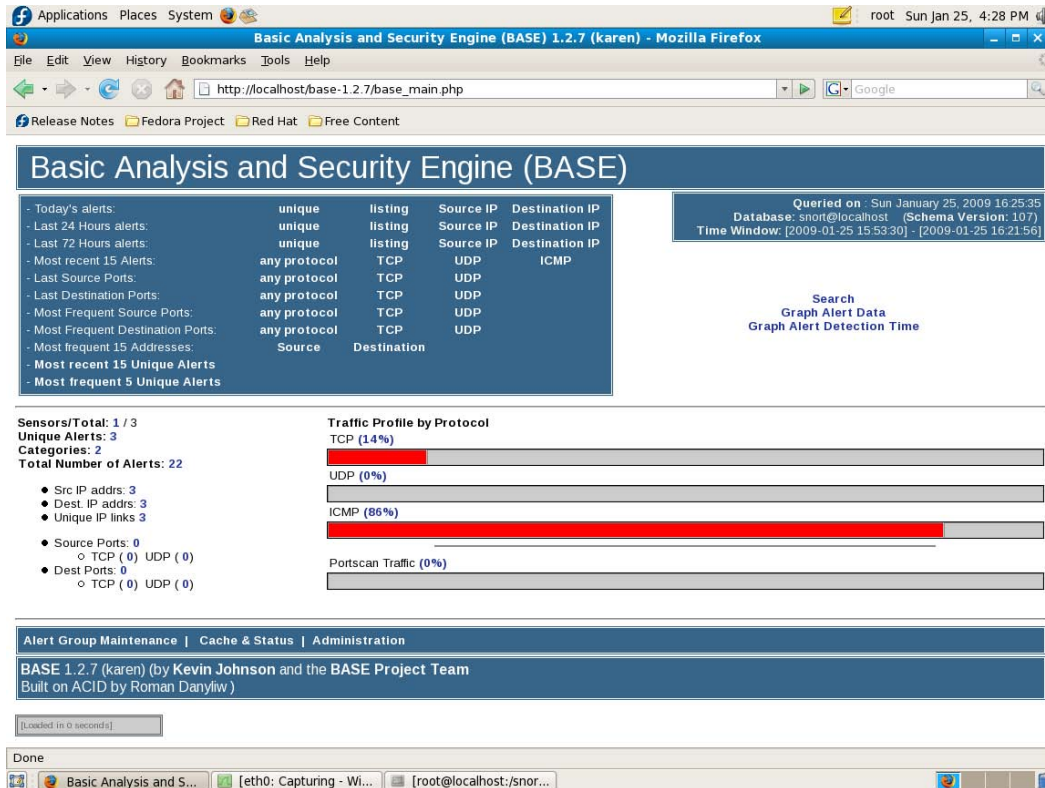 Applications Places System root Sun Jan 25, 4:28 PM
Basic Analysis and Security Engine (BASE) 1.2.7 (karen) - Mozilla Firefox
File Edit View History Bookmarks Tools Help
http://localhost/base-1.2.7/base_main.php G Google
Release Notes Fedora Project Red Hat Free Content
Basic Analysis and Security Engine (BASE)
- Today's alerts: unique listing Source IP Destination IP
- Last 24 Hours alerts: unique listing Source IP Destination IP
- Last 72 Hours alerts: unique listing Source IP Destination IP
- Most recent 15 Alerts: any protocol TCP UDP ICMP
- Last Source Ports: any protocol TCP UDP
- Last Destination Ports: any protocol TCP UDP
- Most Frequent Source Ports: any protocol TCP UDP
- Most Frequent Destination Ports: any protocol TCP UDP
- Most frequent 15 Addresses: Source Destination
- Most recent 15 Unique Alerts
- Most frequent 5 Unique Alerts
Queried on : Sun January 25, 2009 16:25:35
Database: snort@localhost (Schema Version: 107)
Time Window: [2009-01-25 15:53:30] - [2009-01-25 16:21:56]
Search
Graph Alert Data
Graph Alert Detection Time
Sensors/Total: 1 / 3
Unique Alerts: 3
Categories: 2
Total Number of Alerts: 22
Src IP addrs: 3
Dest. IP addrs: 3
Unique IP links 3
Source Ports: 0
TCP ( 0) UDP ( 0)
Dest Ports: 0
TCP ( 0) UDP ( 0)
Traffic Profile by Protocol
TCP (14%)
UDP (0%)
ICMP (86%)
Portscan Traffic (0%)
Alert Group Maintenance | Cache & Status | Administration
BASE 1.2.7 (karen) (by Kevin Johnson and the BASE Project Team
Built on ACID by Roman Danyliw )
[Loaded in 0 seconds]
Done
Basic Analysis and S... [eth0: Capturing - Wi... [root@localhost:/snor...